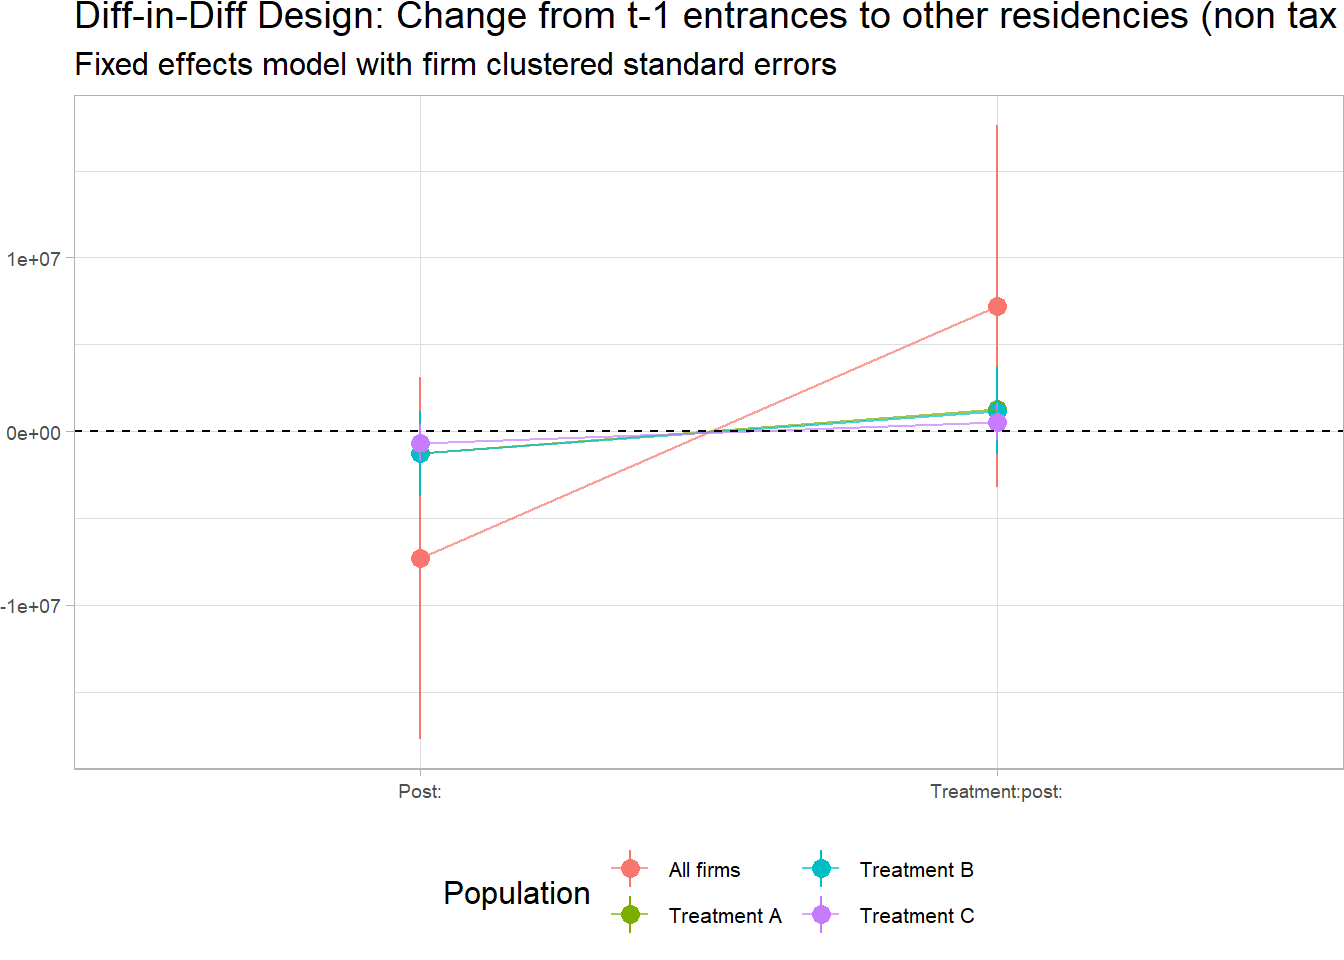 Diff-in-Diff Design: Change from t-1 entrances to other residencies (non tax
Fixed effects model with firm clustered standard errors
1e+07
0e+00
-1e+07
Post:
Treatment:post:
Population
All firms
Treatment B
Treatment A
Treatment C